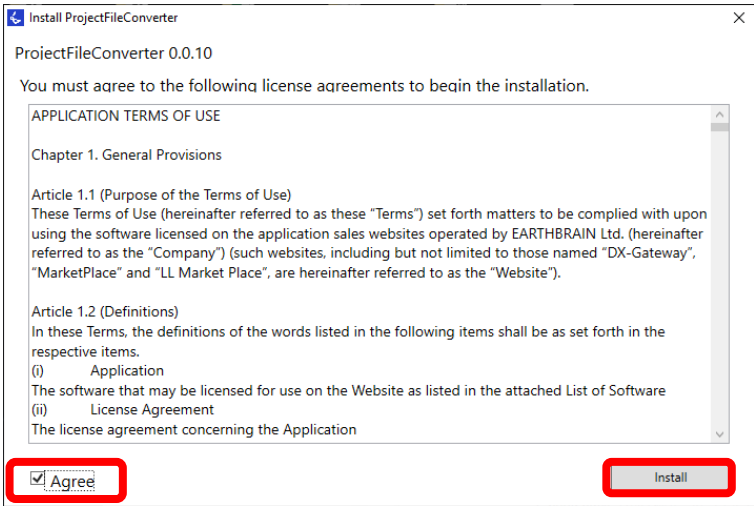 Install ProjectFileConverter
ProjectFileConverter 0.0.10
You must agree to the following license agreements to begin the installation.
APPLICATION TERMS OF USE
Chapter 1. General Provisions
Article 1.1 (Purpose of the Terms of Use)
These Terms of Use (hereinafter referred to as these “Terms”) set forth matters to be complied with upon
using the software licensed on the application sales websites operated by EARTHBRAIN Ltd. (hereinafter
referred to as the “Company”) (such websites, including but not limited to those named “DX-Gateway”,
“MarketPlace” and “LL Market Place”, are hereinafter referred to as the “Website”).
Article 1.2 (Definitions)
In these Terms, the definitions of the words listed in the following items shall be as set forth in the
respective items.
(i) Application
The software that may be licensed for use on the Website as listed in the attached List of Software
(ii) License Agreement
The license agreement concerning the Application
Agree
Install